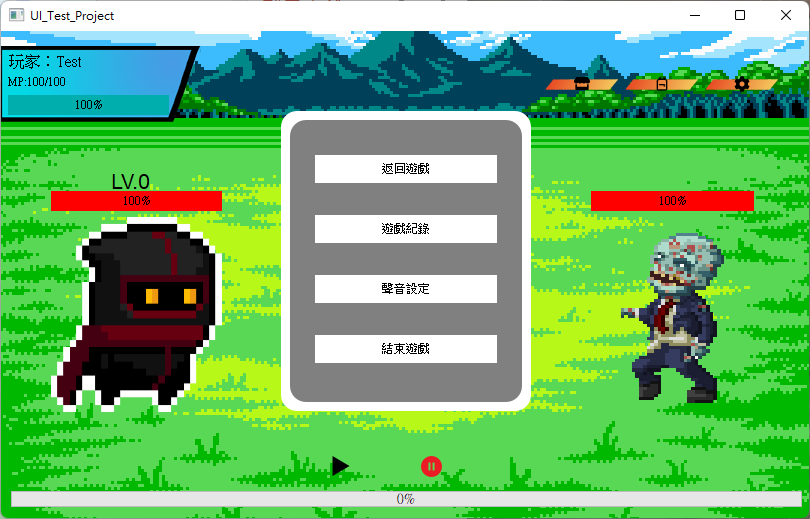 UI_Test_Project
玩家：Test
MP:100/100
100%
LV.0
100%
100%
返回遊戲
遊戲紀錄
聲音設定
結束遊戲
0%